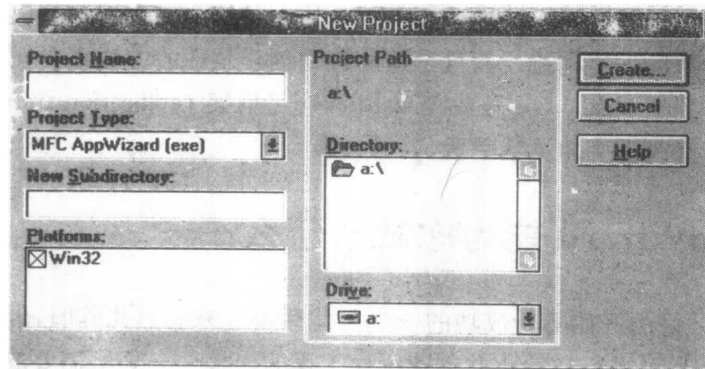 New Project
Project Name:
Project Type:
MFC AppWizard (exe)
New Subdirectory:
Platforms:
Win32
Project Path
a:\
Directory:
a:\
Drive:
a:
Create...
Cancel
Help